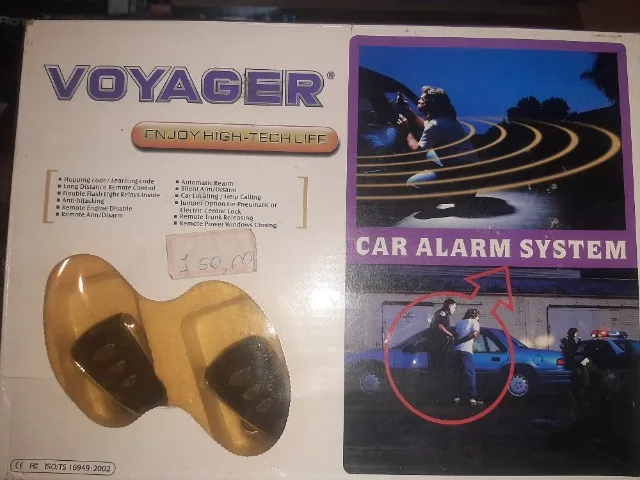 VOYAGER®
ENJOY HIGH-TECH LIFE
▪ Hopping code/ Learning code
▪ Long Distance Remote Control
▪ Double Flash Light Relays Inside
▪ Anti-hijacking
▪ Remote Engine Disable
▪ Remote Arm/Disarm
▪ Automatic Rearm
▪ Silent Arm/Disarm
▪ Car Locating / Help Calling
▪ Jumper Option for Pneumatic or
Electric Central Lock
▪ Remote Trunk Releasing
▪ Remote Power Windows Closing
150,00
CAR ALARM SYSTEM
CE FC ISO/TS 16949:2002